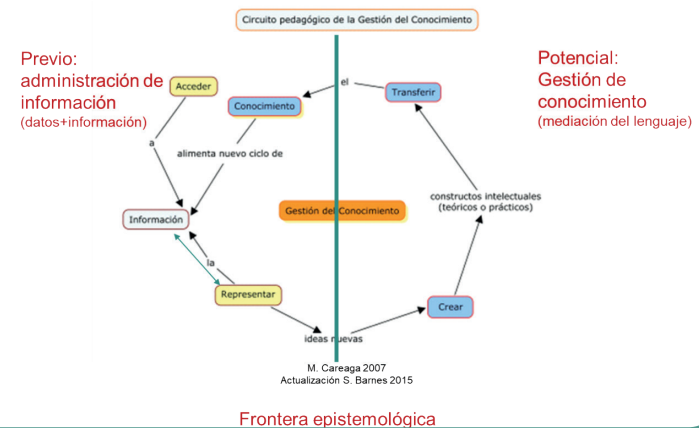 Circuito pedagógico de la Gestión del Conocimiento
Previo:
administración de
información
(datos+información)
Potencial:
Gestión de
conocimiento
(mediación del lenguaje)
Acceder
el
Transferir
Conocimiento
a
alimenta nuevo ciclo de
constructos intelectuales
(teóricos o prácticos)
Información
Gestión del Conocimiento
la
Representar
Crear
ideas nuevas
M. Careaga 2007
Actualización S. Barnes 2015
Frontera epistemológica